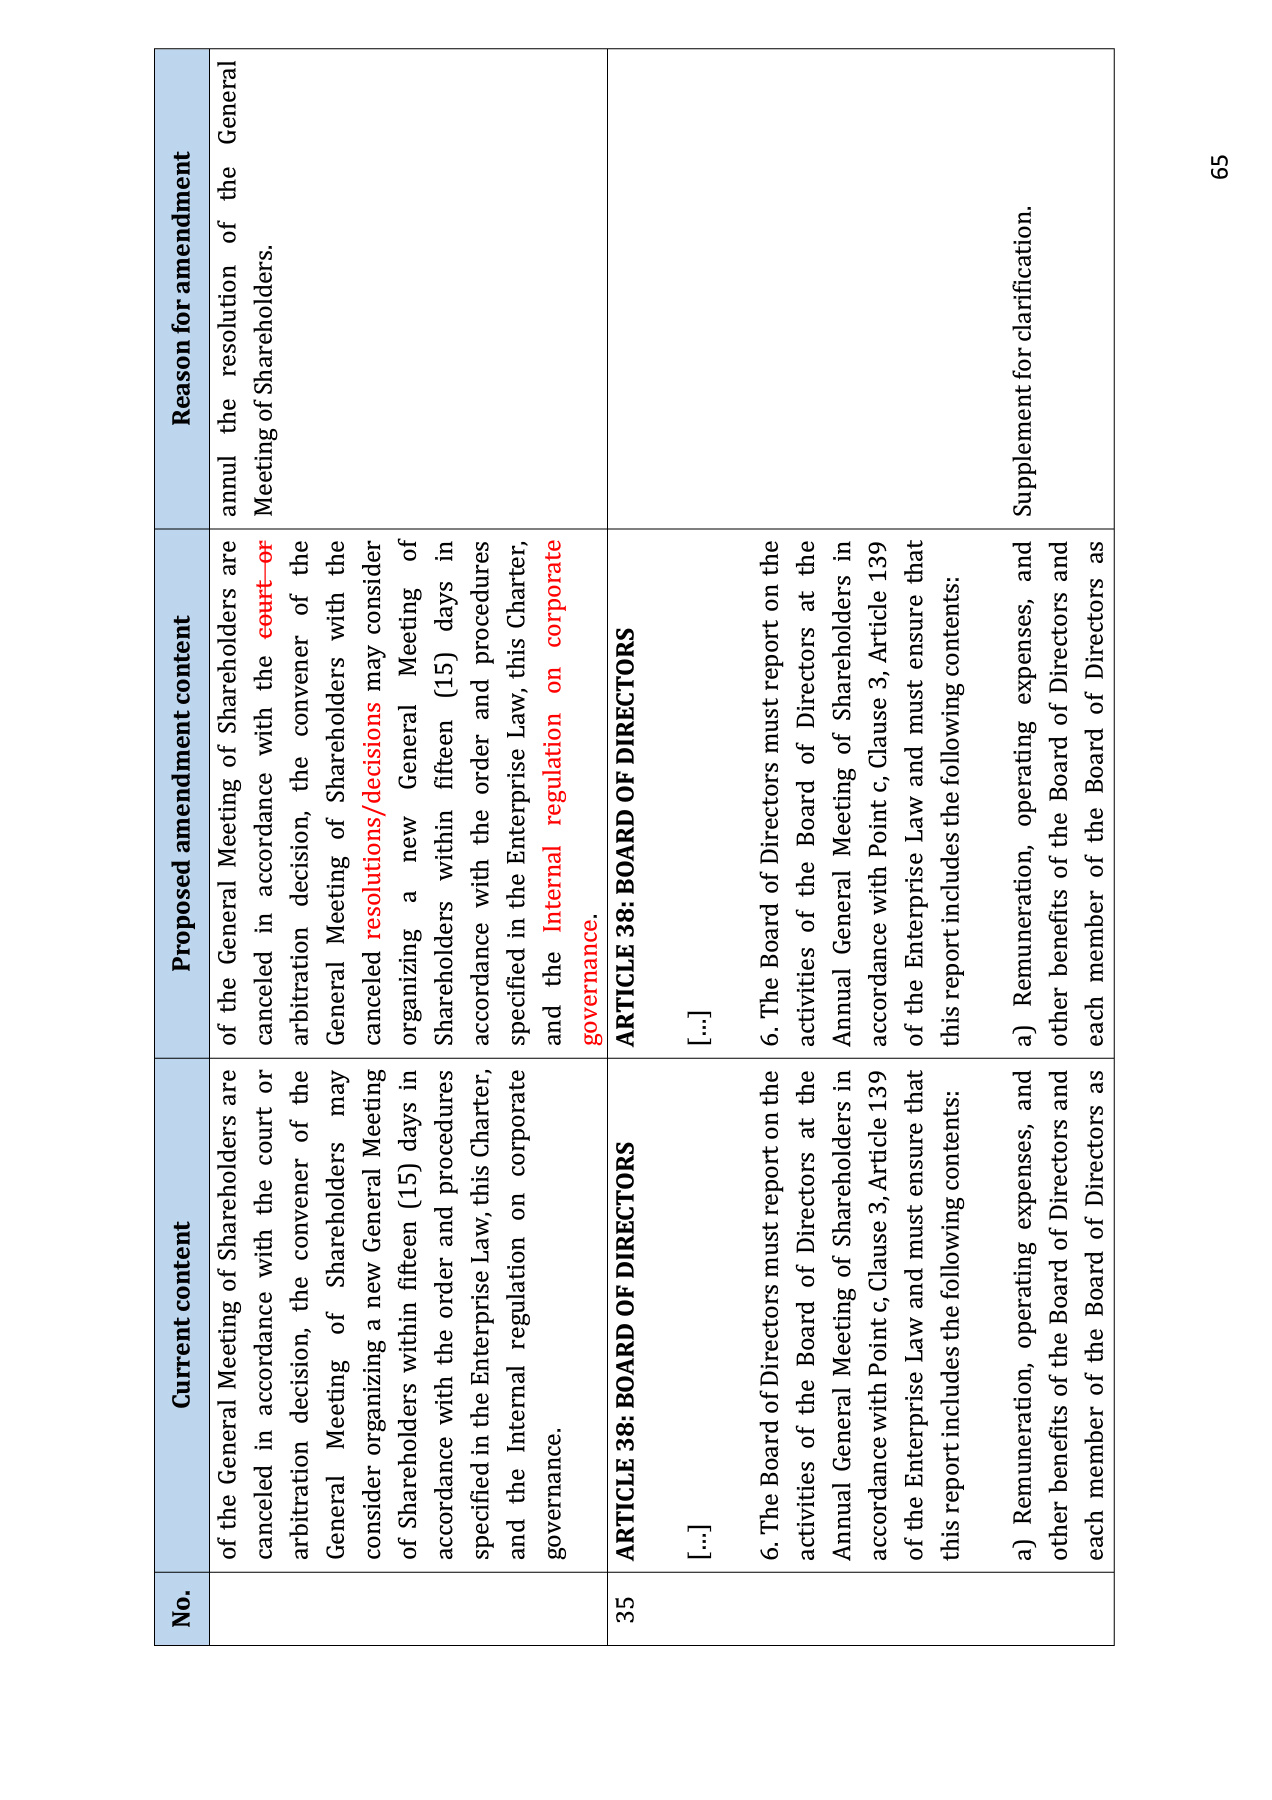 No.
Current content
Proposed amendment content
Reason for amendment
of the General Meeting of Shareholders are
canceled in accordance with the court or
arbitration decision, the convener of the
General Meeting of Shareholders may
consider organizing a new General Meeting
of Shareholders within fifteen (15) days in
accordance with the order and procedures
specified in the Enterprise Law, this Charter,
and the Internal regulation on corporate
governance.
of the General Meeting of Shareholders are
canceled in accordance with the court or
arbitration decision, the convener of the
General Meeting of Shareholders with the
canceled resolutions/decisions may consider
organizing a new General Meeting of
Shareholders within fifteen (15) days in
accordance with the order and procedures
specified in the Enterprise Law, this Charter,
and the Internal regulation on corporate
governance.
annul the resolution of the General
Meeting of Shareholders.
35
ARTICLE 38: BOARD OF DIRECTORS
[...]
6. The Board of Directors must report on the
activities of the Board of Directors at the
Annual General Meeting of Shareholders in
accordance with Point c, Clause 3, Article 139
of the Enterprise Law and must ensure that
this report includes the following contents:
a) Remuneration, operating expenses, and
other benefits of the Board of Directors and
each member of the Board of Directors as
ARTICLE 38: BOARD OF DIRECTORS
[...]
6. The Board of Directors must report on the
activities of the Board of Directors at the
Annual General Meeting of Shareholders in
accordance with Point c, Clause 3, Article 139
of the Enterprise Law and must ensure that
this report includes the following contents:
a) Remuneration, operating expenses, and
other benefits of the Board of Directors and
each member of the Board of Directors as
Supplement for clarification.
65